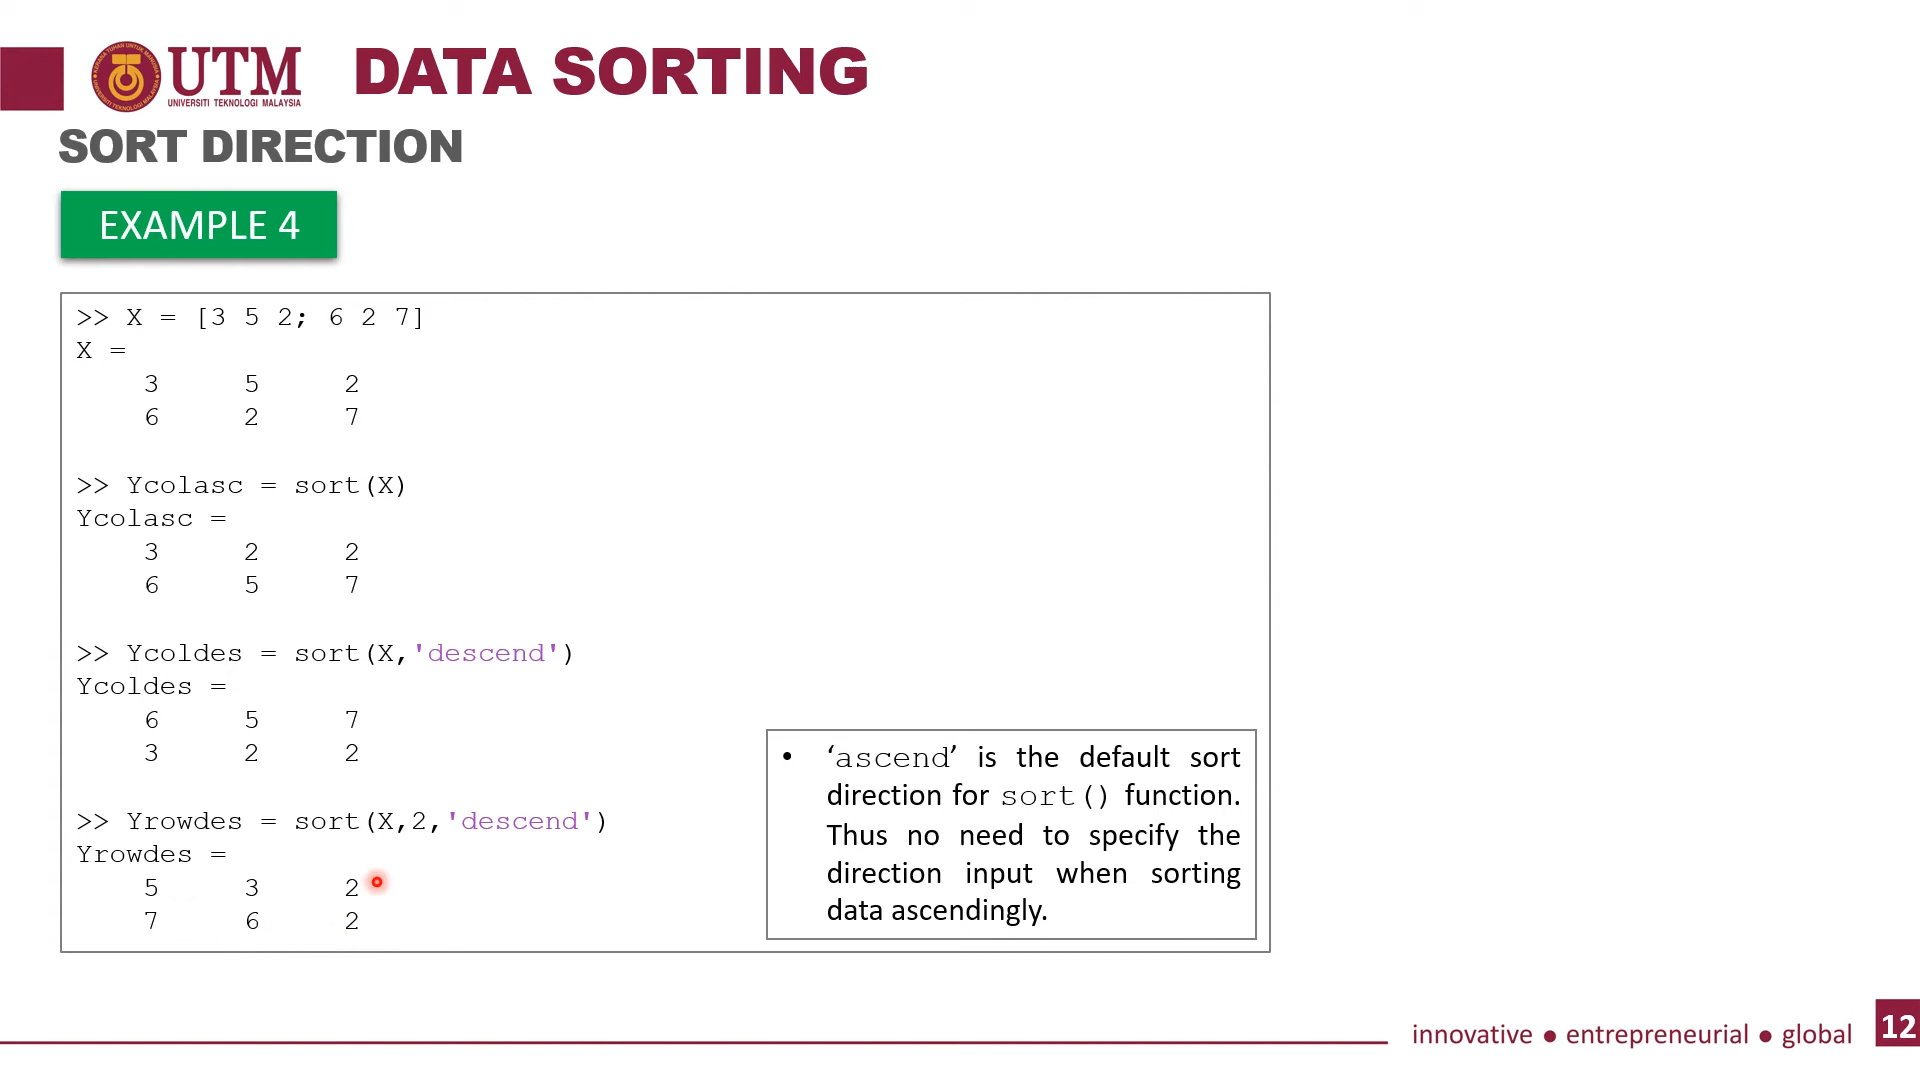 UTM
UNIVERSITI TEKNOLOGI MALAYSIA
DATA SORTING
SORT DIRECTION
EXAMPLE 4
>> X = [3 5 2; 6 2 7]
X =
3 5 2
6 2 7
>> Ycolasc = sort(X)
Ycolasc =
3 2 2
6 5 7
>> Ycoldes = sort(X,'descend')
Ycoldes =
6 5 7
3 2 2
>> Yrowdes = sort(X,2,'descend')
Yrowdes =
5 3 2
7 6 2
• ‘ascend’ is the default sort
direction for sort() function.
Thus no need to specify the
direction input when sorting
data ascendingly.
innovative ● entrepreneurial ● global
12